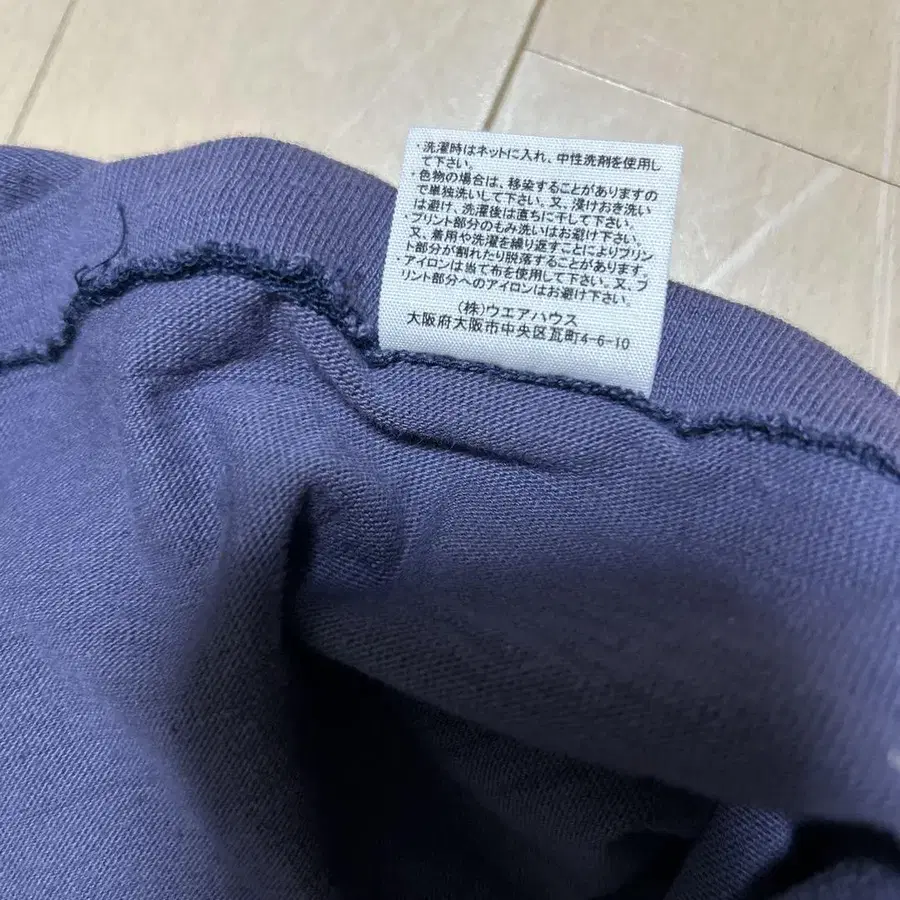 ・洗濯時はネットに入れ、中性洗剤を使用し
て下さい。
・色物の場合は、移染することがありますの
で単独洗いして下さい。又、浸けおき洗い
は避け、洗濯後は直ちに干して下さい。
・プリント部分のもみ洗いはお避け下さい。
又、着用や洗濯を繰り返すことによりプリン
ト部分が割れたり脱落することがあります。
・アイロンは当て布を使用して下さい。又、プ
リント部分へのアイロンはお避け下さい。
(株)ウエアハウス
大阪府大阪市中央区瓦町4-6-10